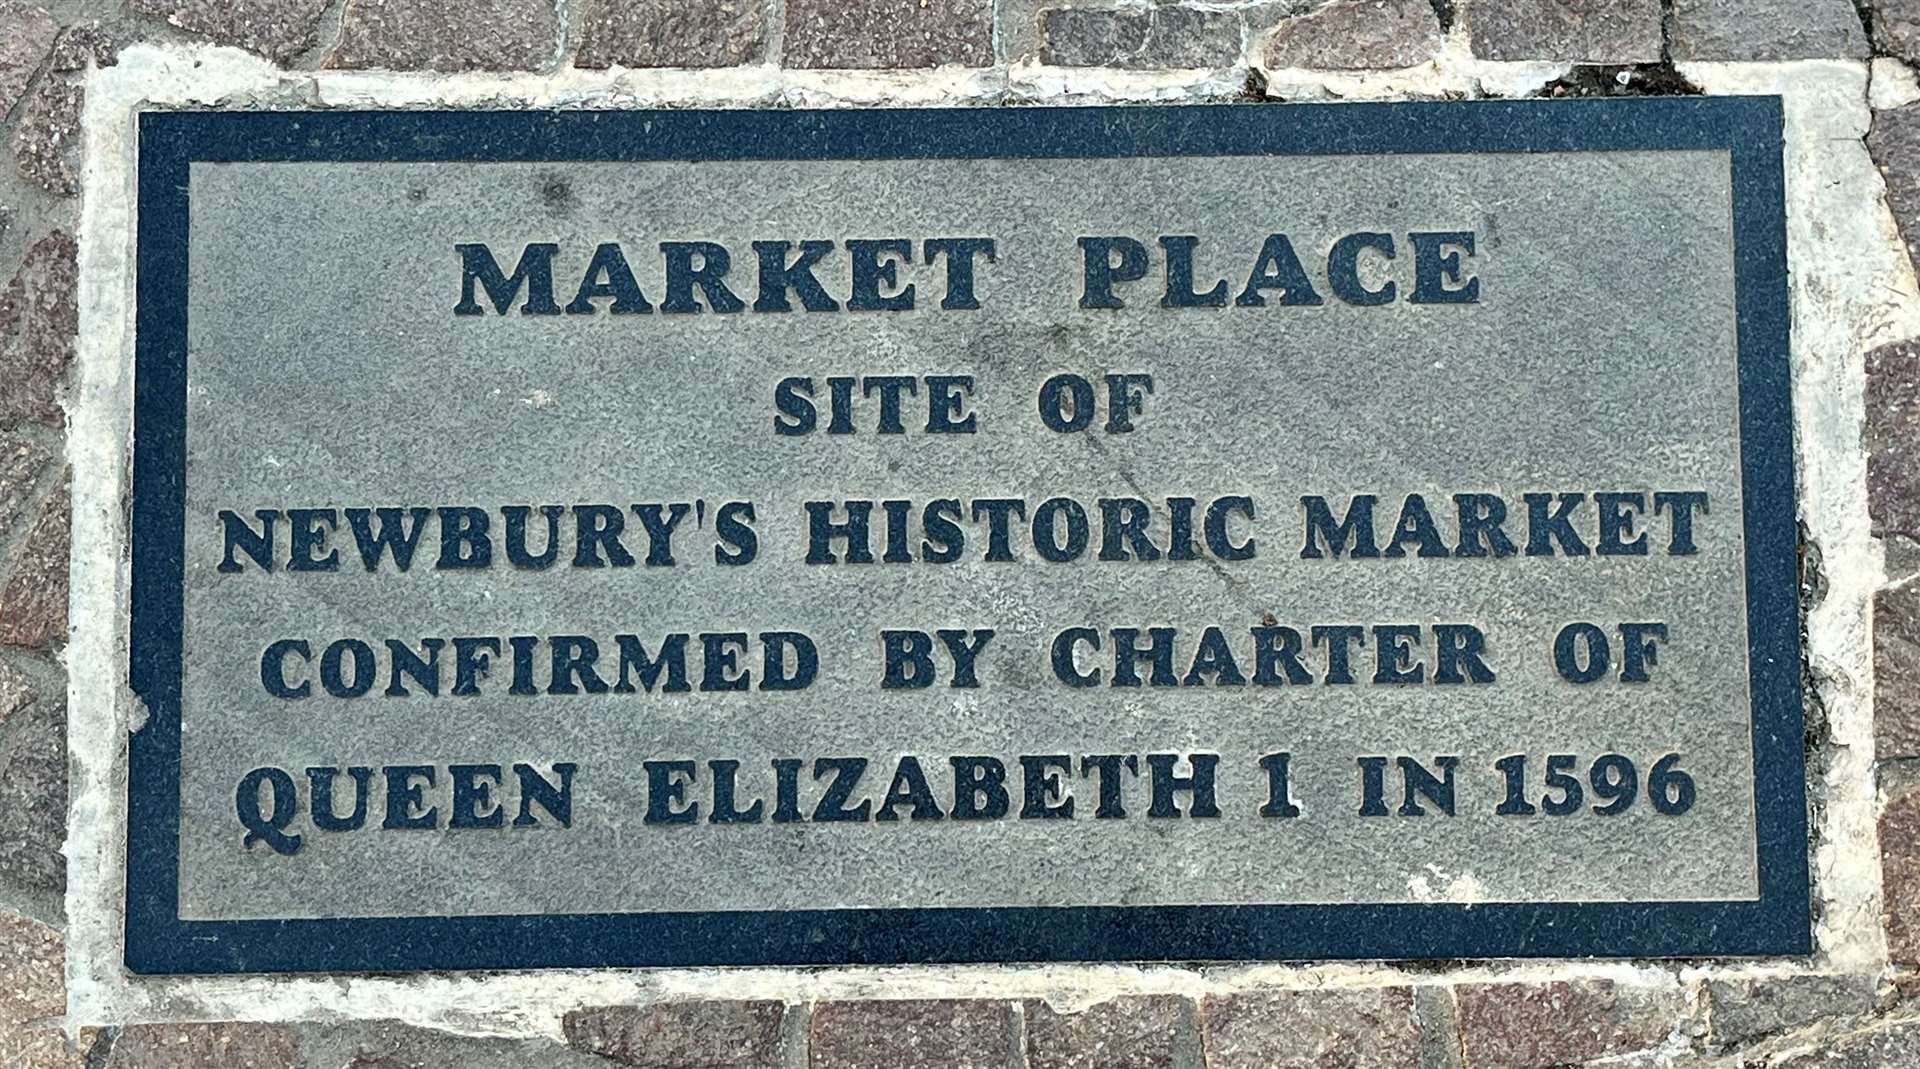 MARKET PLACE
SITE OF
NEWBURY'S HISTORIC MARKET
CONFIRMED BY CHARTER OF
QUEEN ELIZABETH 1 IN 1596